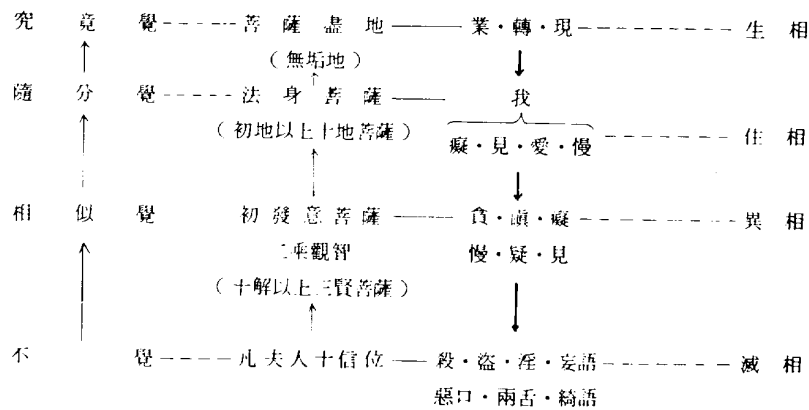 究竟覺 菩薩盡地 業·轉·現 生相
(無垢地)
隨分覺 法身菩薩 我
(初地以上十地菩薩)
癡·見·愛·慢 住相
相似覺 初發意菩薩 貪·瞋·癡 異相
二乘觀智 慢·疑·見
(十解以上三賢菩薩)
不覺 凡夫人十信位 殺·盜·淫·妄語 滅相
惡口·兩舌·綺語